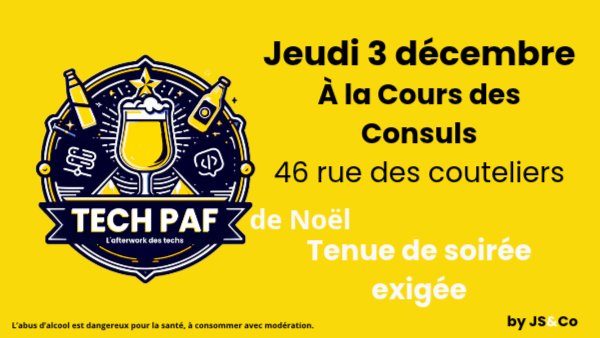 Jeudi 3 décembre
À la Cours des
Consuls
46 rue des couteliers
TECH PAF
L'afterwork des techs
de Noël
Tenue de soirée
exigée
L'abus d'alcool est dangereux pour la santé, à consommer avec modération.
by JS&Co